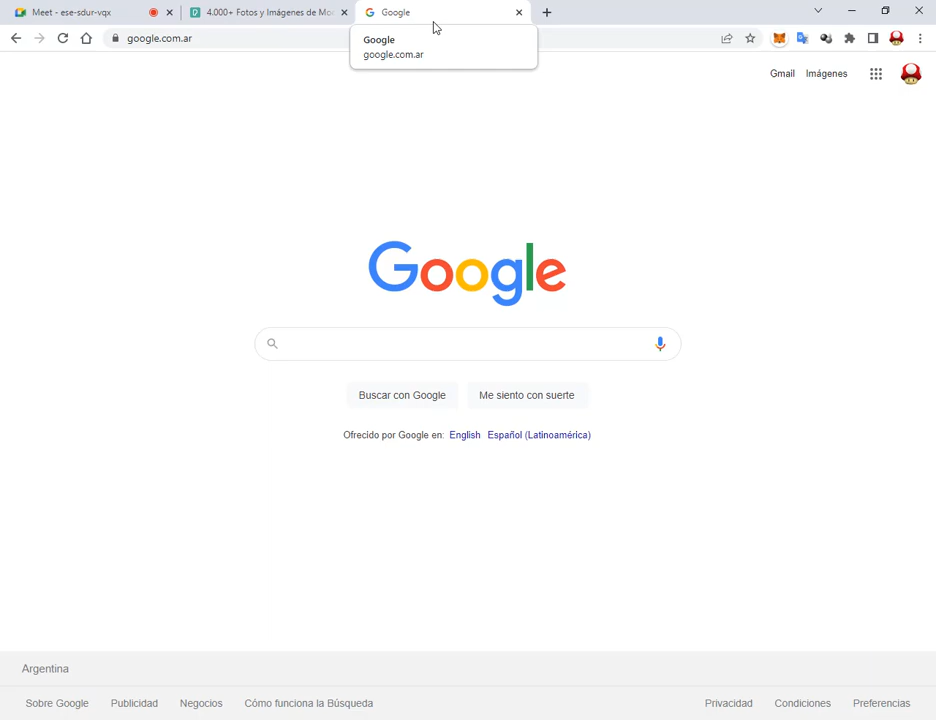 Meet - ese-sdur-vqx
4.000+ Fotos y Imágenes de Mo
Google
google.com.ar
Google
google.com.ar
Gmail Imágenes
Google
Buscar con Google Me siento con suerte
Ofrecido por Google en: English Español (Latinoamérica)
Argentina
Sobre Google Publicidad Negocios Cómo funciona la Búsqueda Privacidad Condiciones Preferencias